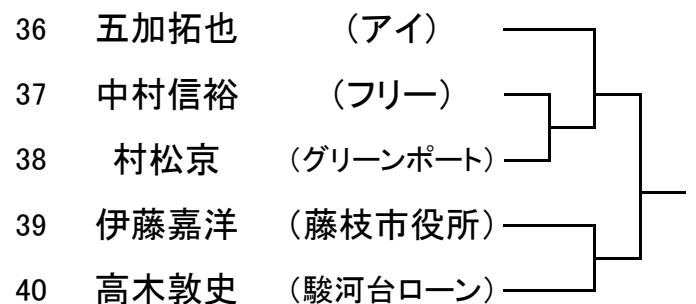 36 五加拓也 （アイ）
37 中村信裕 （フリー）
38 村松京 （グリーンポート）
39 伊藤嘉洋 （藤枝市役所）
40 高木敦史 （駿河台ローン）